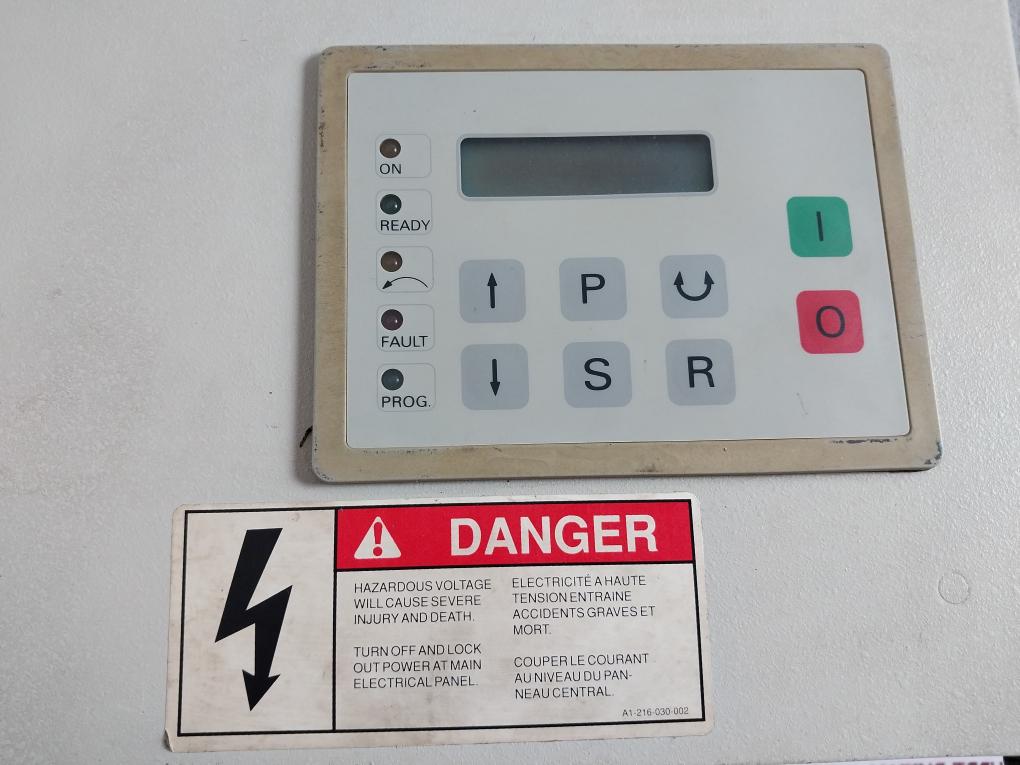 ON
READY
FAULT
PROG.
P
S
R
I
O
DANGER
HAZARDOUS VOLTAGE
WILL CAUSE SEVERE
INJURY AND DEATH.
TURN OFF AND LOCK
OUT POWER AT MAIN
ELECTRICAL PANEL.
ELECTRICITÉ A HAUTE
TENSION ENTRAINE
ACCIDENTS GRAVES ET
MORT.
COUPER LE COURANT
AU NIVEAU DU PAN-
NEAU CENTRAL.
A1-216-030-002